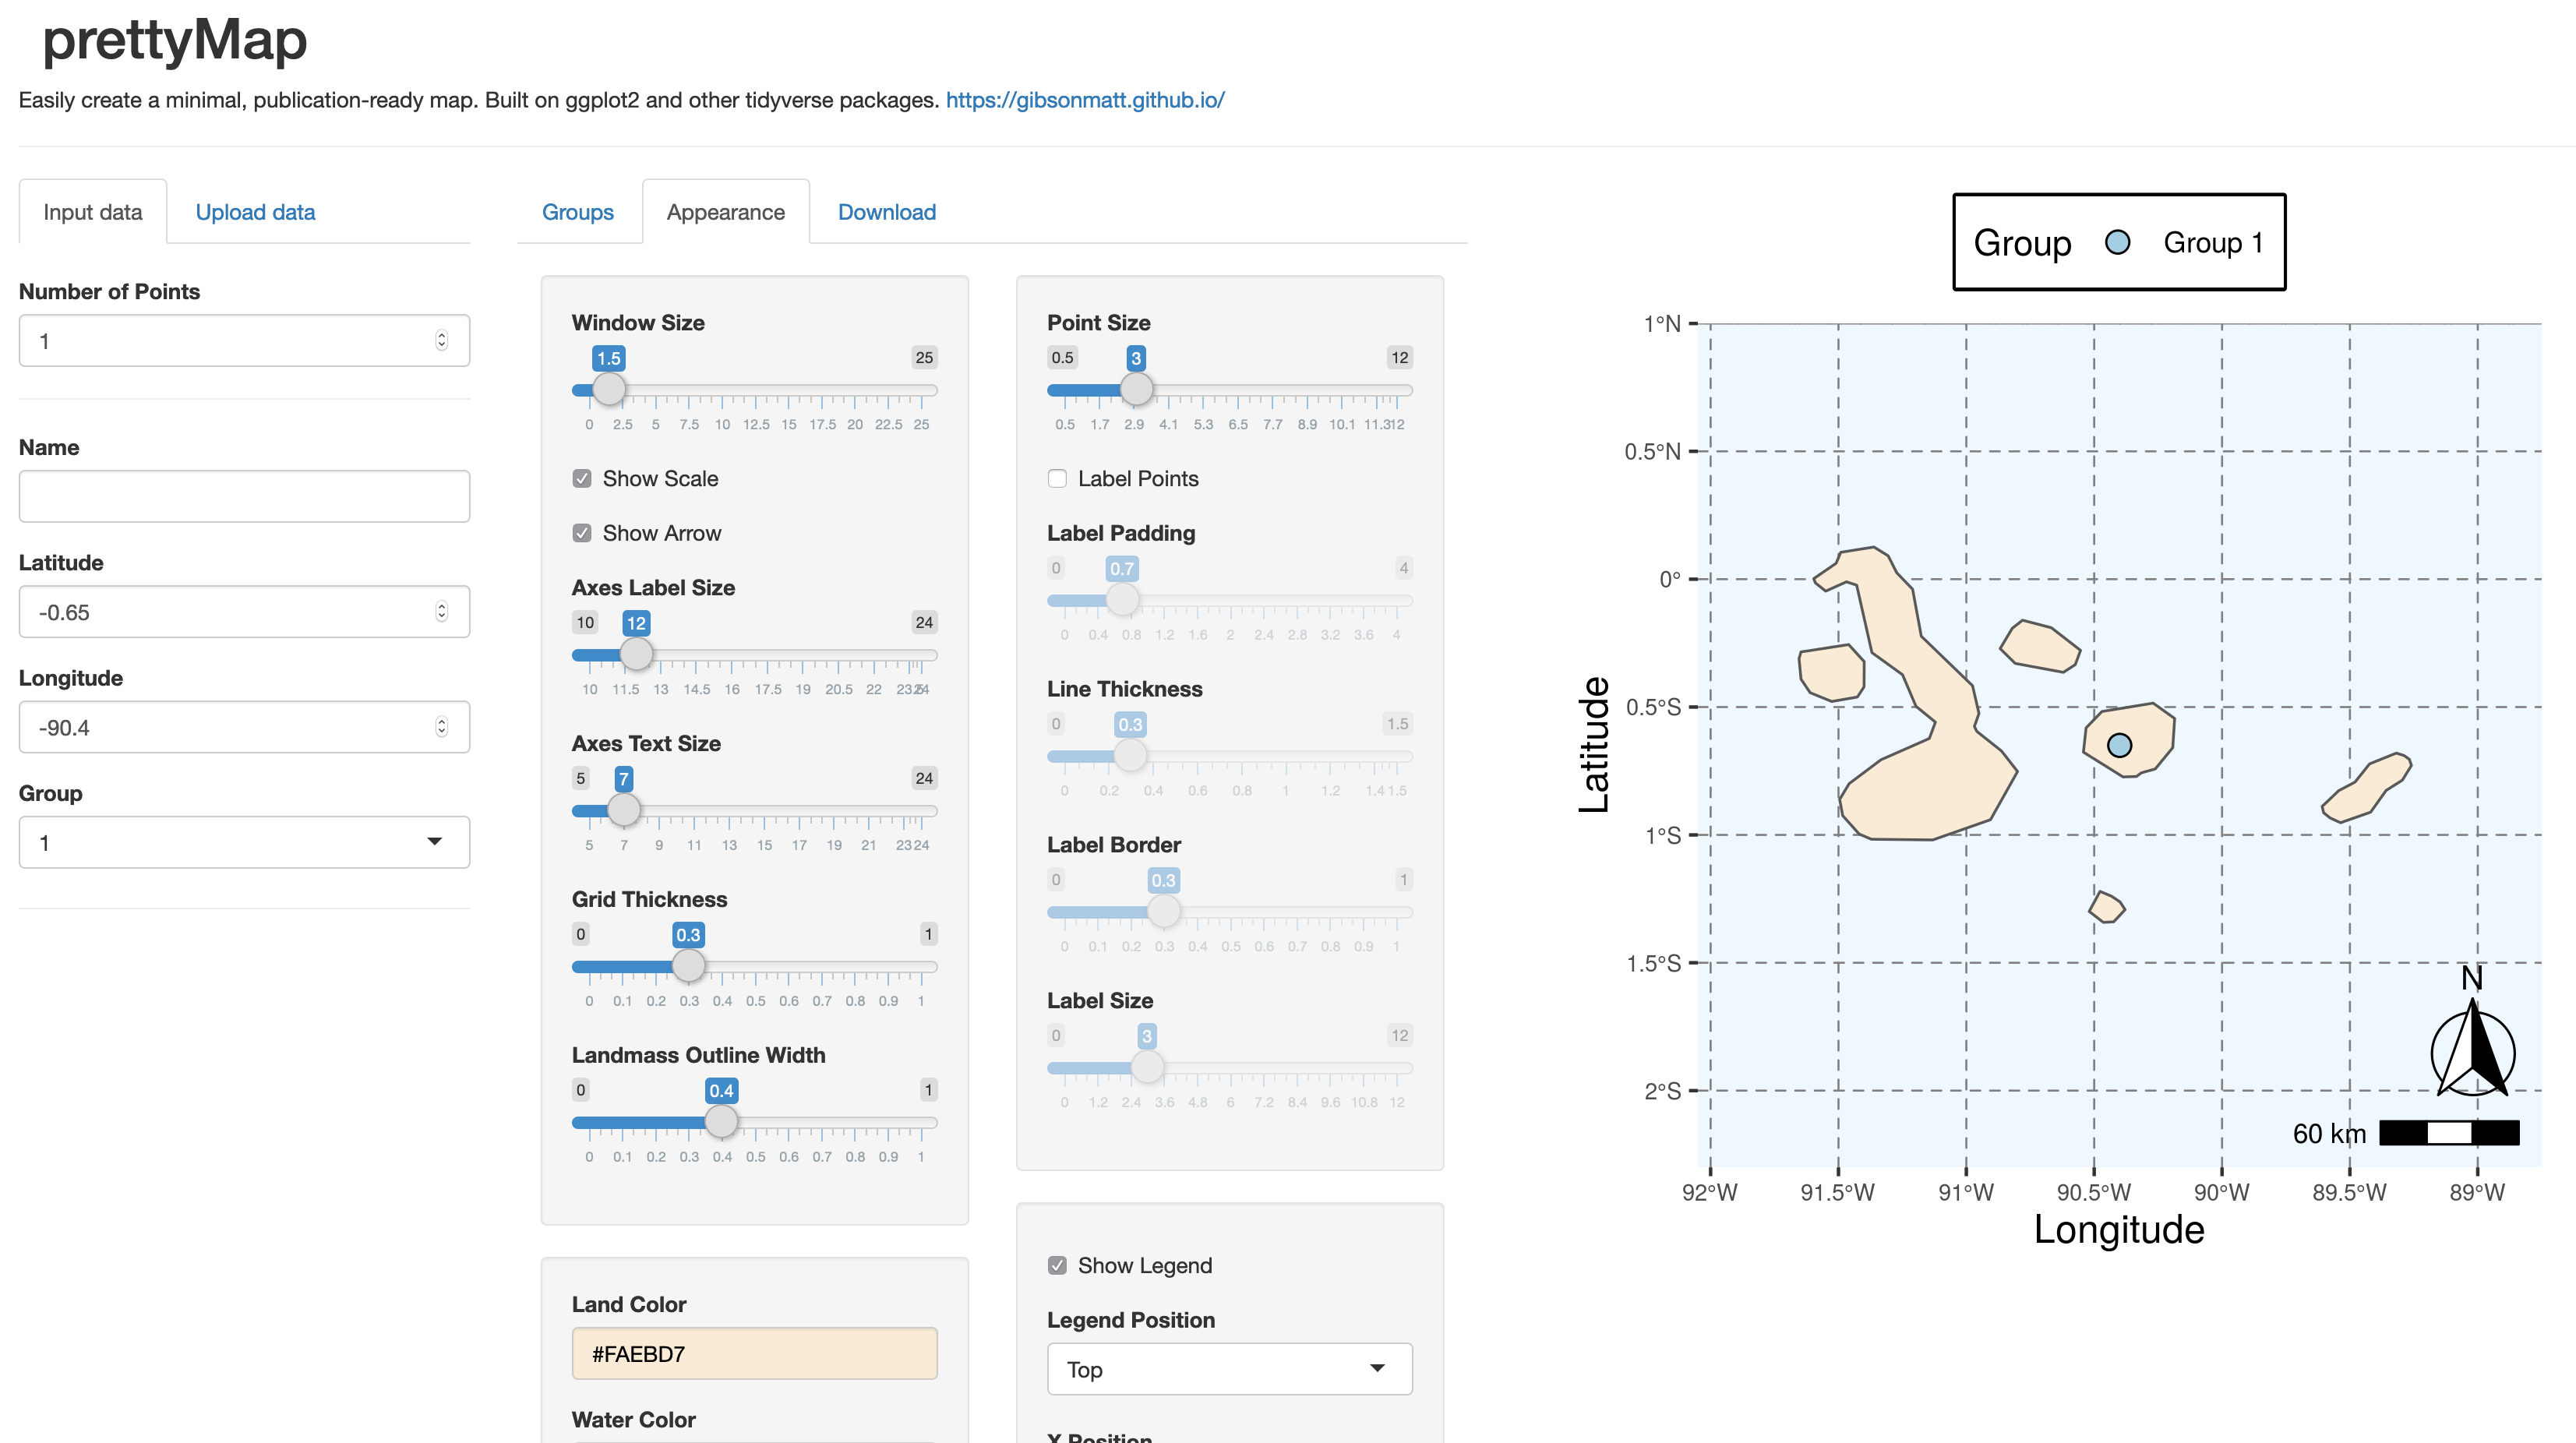 prettyMap
Easily create a minimal, publication-ready map. Built on ggplot2 and other tidyverse packages. https://gibsonmatt.github.io/
Input data Upload data
Number of Points
1
Name
Latitude
-0.65
Longitude
-90.4
Group
1
Groups Appearance Download
Window Size
1.5 25
0 2.5 5 7.5 10 12.5 15 17.5 20 22.5 25
Show Scale
Show Arrow
Axes Label Size
10 12 24
10 11.5 13 14.5 16 17.5 19 20.5 22 23.5 24
Axes Text Size
5 7 24
5 7 9 11 13 15 17 19 21 23 24
Grid Thickness
0 0.3 1
0 0.1 0.2 0.3 0.4 0.5 0.6 0.7 0.8 0.9 1
Landmass Outline Width
0 0.4 1
0 0.1 0.2 0.3 0.4 0.5 0.6 0.7 0.8 0.9 1
Land Color
#FAEBD7
Water Color
Point Size
0.5 3 12
0.5 1.7 2.9 4.1 5.3 6.5 7.7 8.9 10.1 11.3 12
Label Points
Label Padding
0 0.7 4
0 0.4 0.8 1.2 1.6 2 2.4 2.8 3.2 3.6 4
Line Thickness
0 0.3 1.5
0 0.2 0.4 0.6 0.8 1 1.2 1.4 1.5
Label Border
0 0.3 1
0 0.1 0.2 0.3 0.4 0.5 0.6 0.7 0.8 0.9 1
Label Size
0 3 12
0 1.2 2.4 3.6 4.8 6 7.2 8.4 9.6 10.8 12
Show Legend
Legend Position
Top
X Position
Group Group 1
1°N
0.5°N
0°
0.5°S
1°S
1.5°S
2°S
Latitude
N
60 km
92°W 91.5°W 91°W 90.5°W 90°W 89.5°W 89°W
Longitude